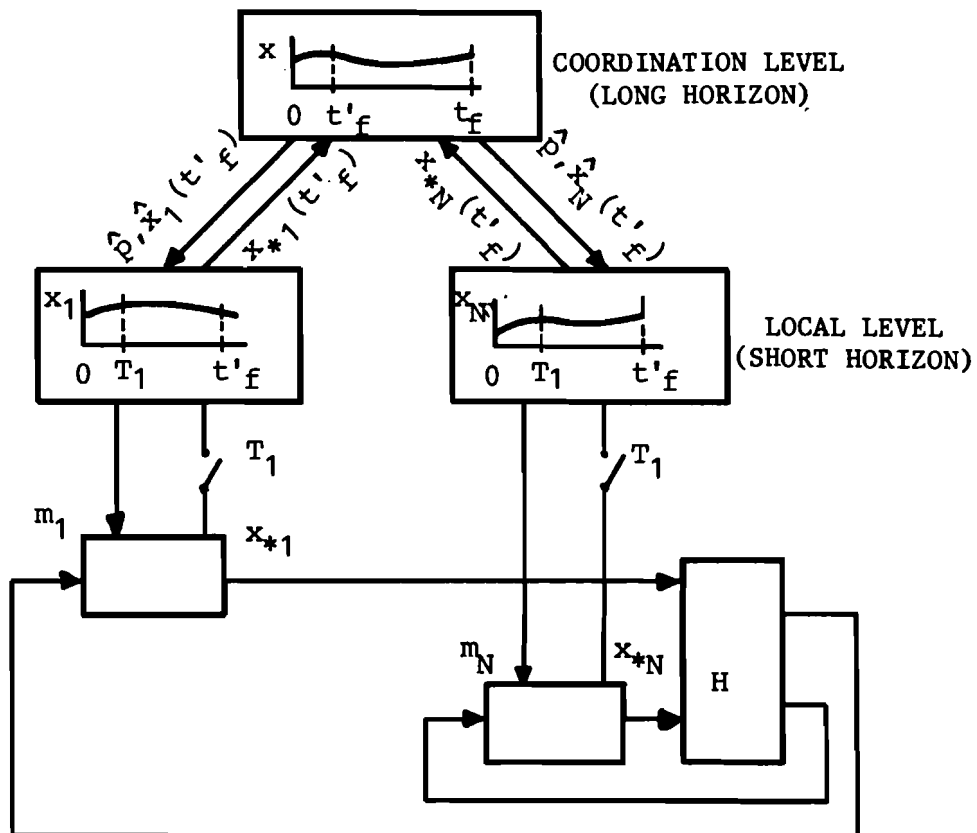 x
0 t'f tf
COORDINATION LEVEL
(LONG HORIZON)
p̂, x̂1 (t'f)
x*1 (t'f)
x*N (t'f)
p̂, x̂N (t'f)
x1
0 T1 t'f
xN
0 T1 t'f
LOCAL LEVEL
(SHORT HORIZON)
T1
T1
m1
x*1
mN
x*N
H